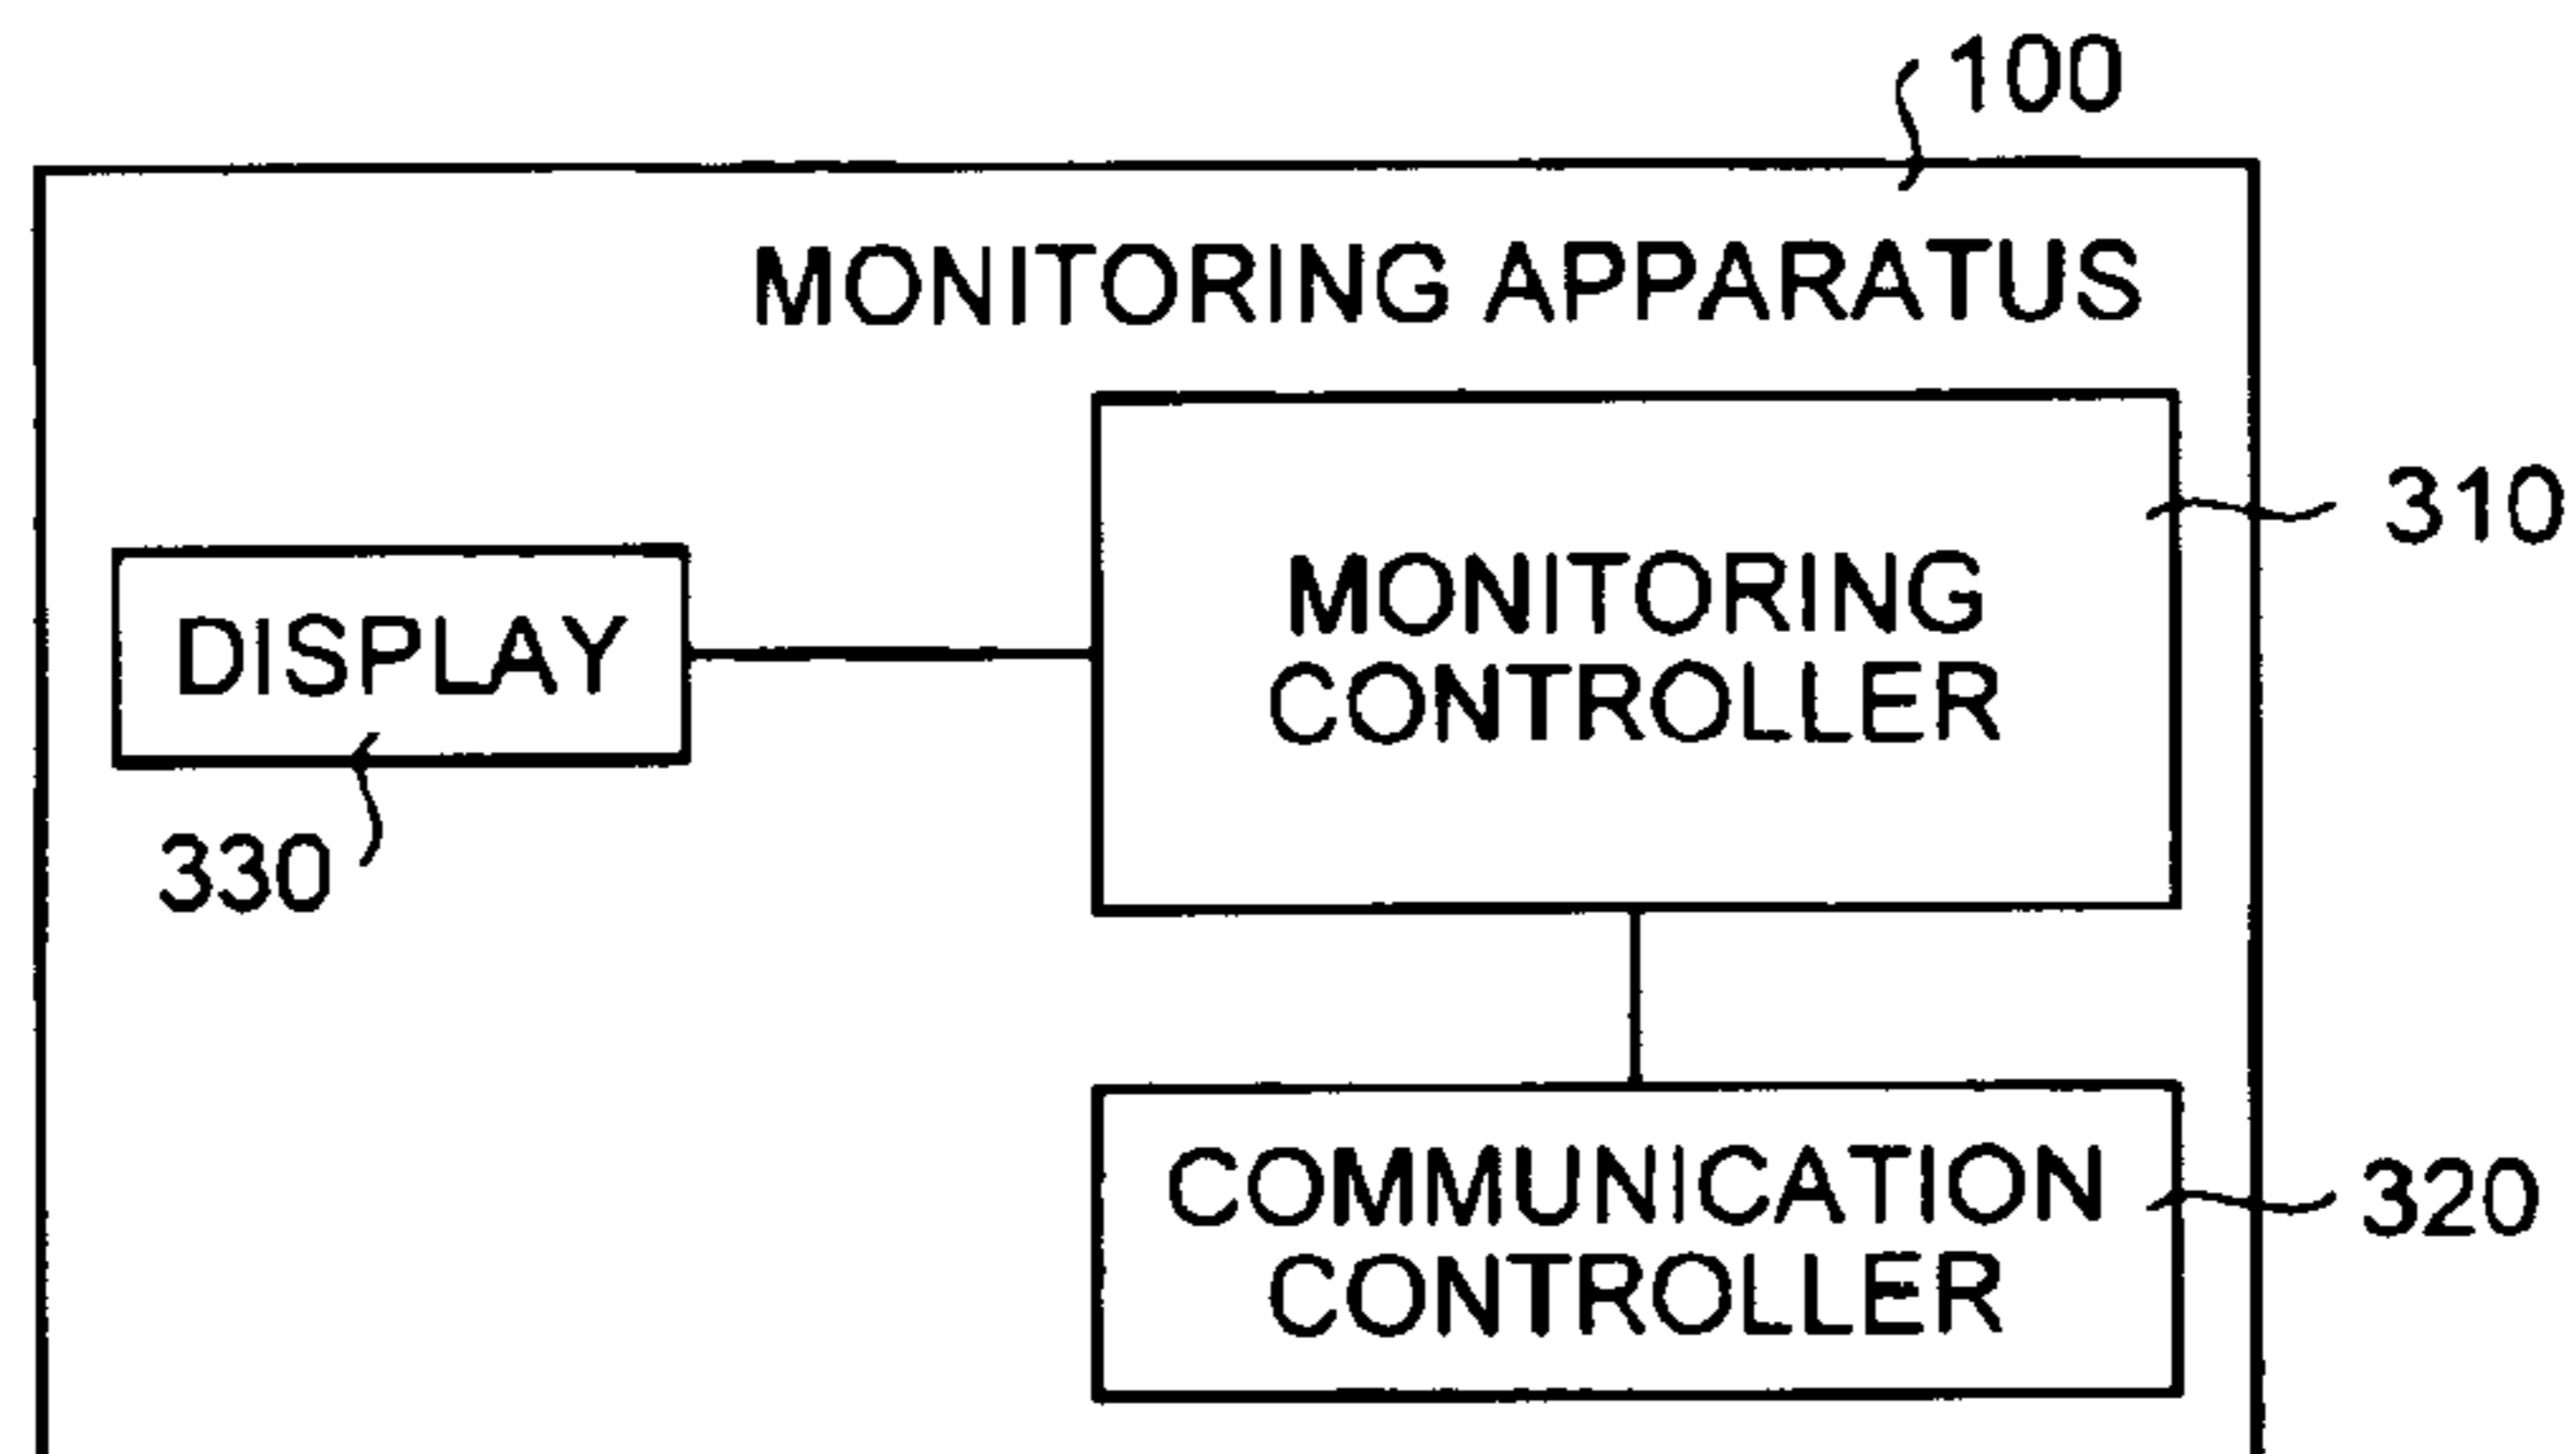 100
MONITORING APPARATUS
310
MONITORING
CONTROLLER
DISPLAY
330
COMMUNICATION
320
CONTROLLER